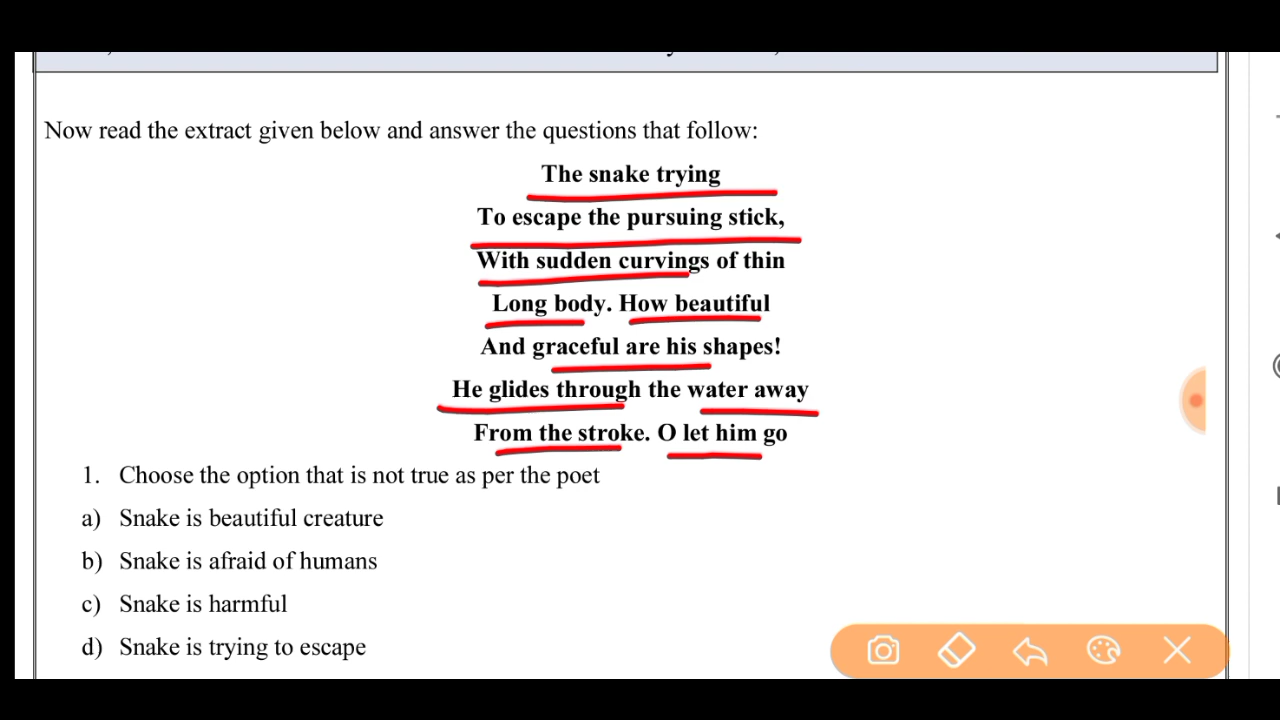 Now read the extract given below and answer the questions that follow:
The snake trying
To escape the pursuing stick,
With sudden curvings of thin
Long body. How beautiful
And graceful are his shapes!
He glides through the water away
From the stroke. O let him go
1. Choose the option that is not true as per the poet
a) Snake is beautiful creature
b) Snake is afraid of humans
c) Snake is harmful
d) Snake is trying to escape